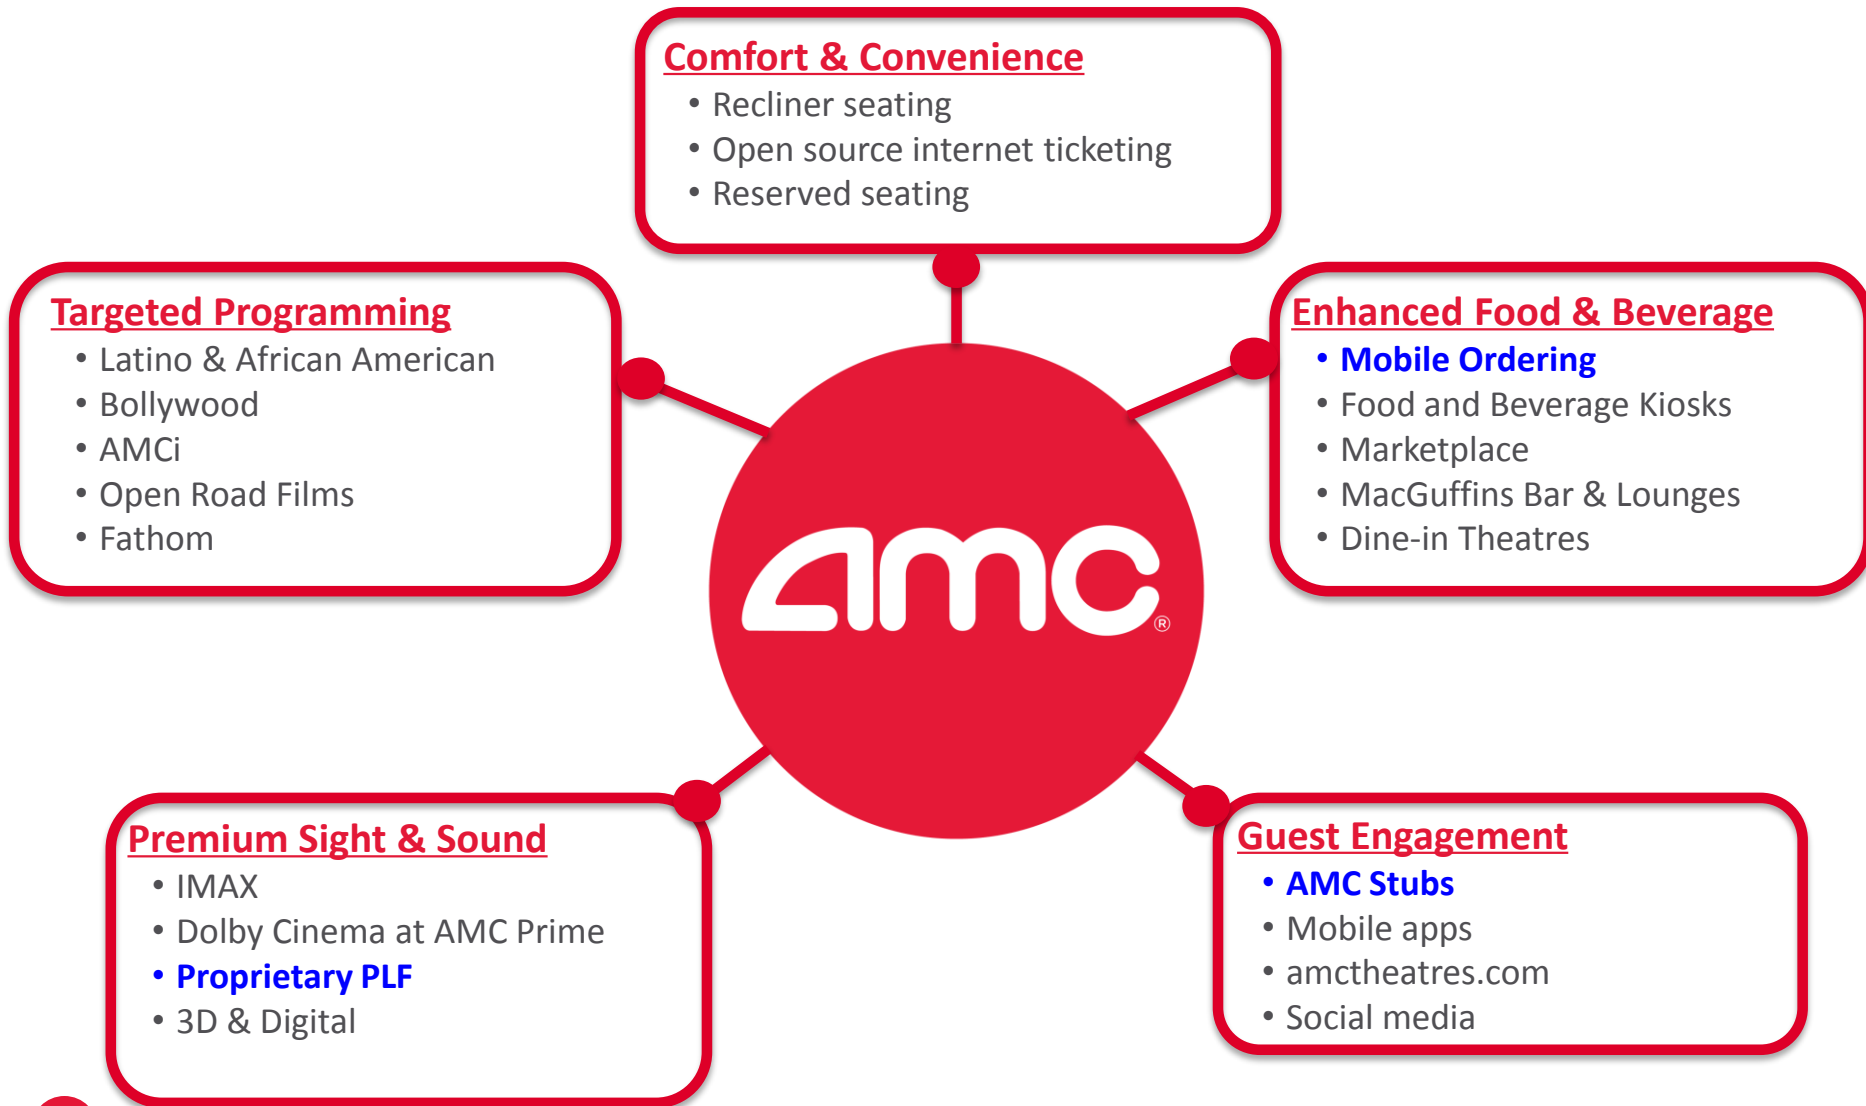 Comfort & Convenience
• Recliner seating
• Open source internet ticketing
• Reserved seating
Targeted Programming
• Latino & African American
• Bollywood
• AMCi
• Open Road Films
• Fathom
Enhanced Food & Beverage
• Mobile Ordering
• Food and Beverage Kiosks
• Marketplace
• MacGuffins Bar & Lounges
• Dine-in Theatres
amc®
Premium Sight & Sound
• IMAX
• Dolby Cinema at AMC Prime
• Proprietary PLF
• 3D & Digital
Guest Engagement
• AMC Stubs
• Mobile apps
• amctheatres.com
• Social media